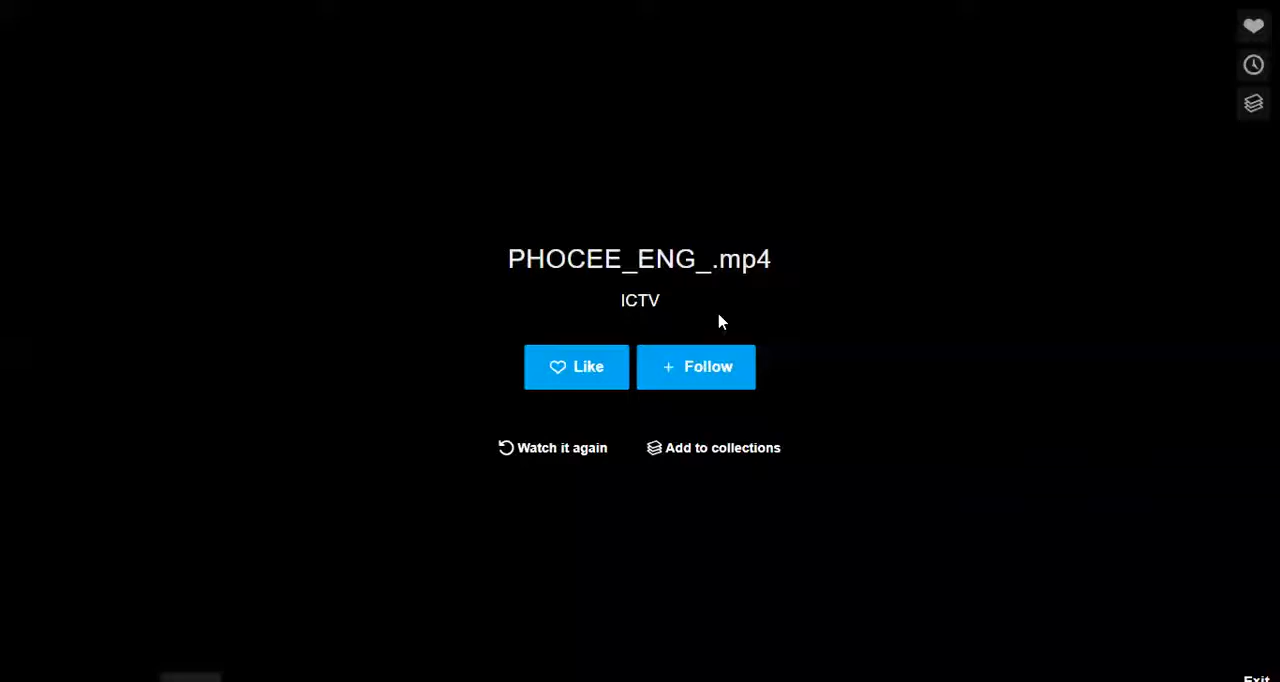 PHOCEE_ENG_.mp4
ICTV
Like
+ Follow
Watch it again
Add to collections
Exit